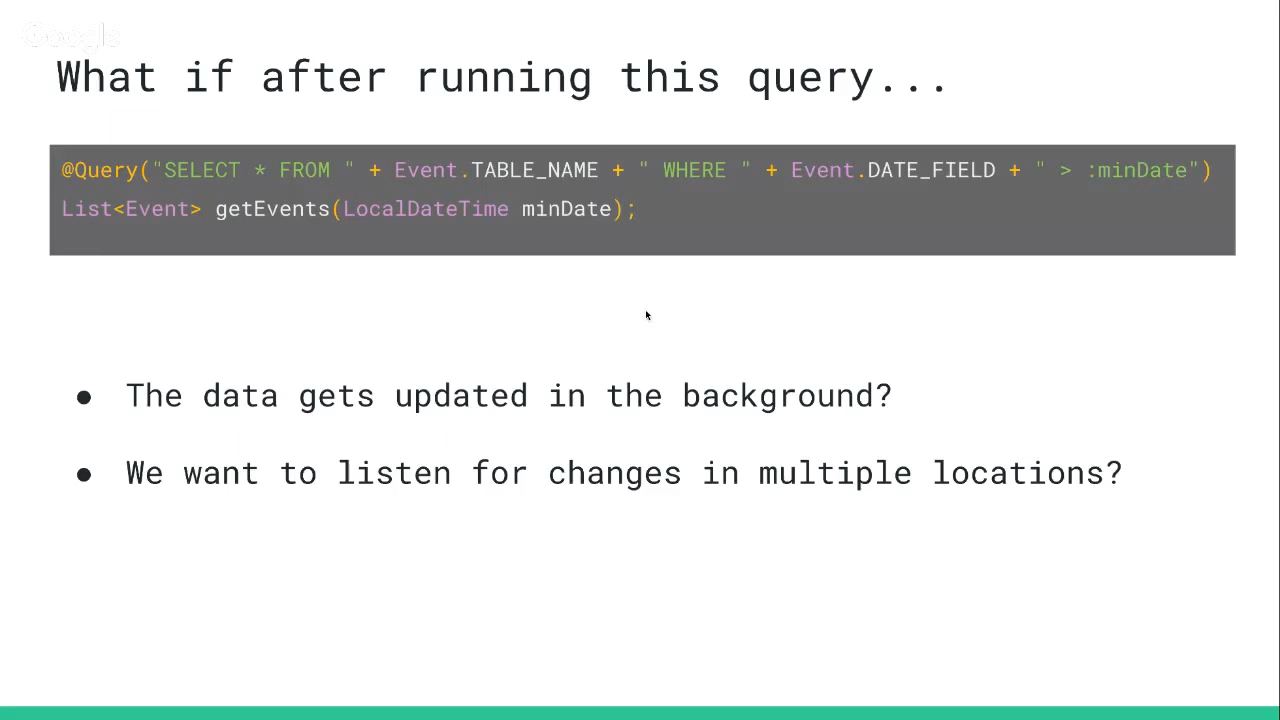 Google
What if after running this query...
@Query("SELECT * FROM " + Event.TABLE_NAME + " WHERE " + Event.DATE_FIELD + " > :minDate")
List<Event> getEvents(LocalDateTime minDate);
● The data gets updated in the background?
● We want to listen for changes in multiple locations?